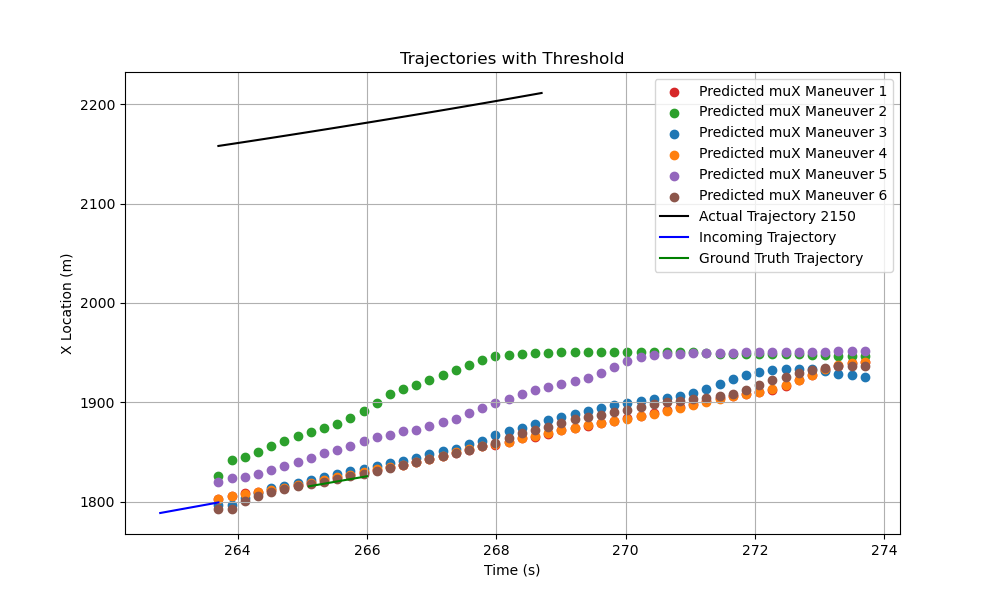 Trajectories with Threshold
2200
2100
2000
1900
1800
X Location (m)
Predicted muX Maneuver 1
Predicted muX Maneuver 2
Predicted muX Maneuver 3
Predicted muX Maneuver 4
Predicted muX Maneuver 5
Predicted muX Maneuver 6
Actual Trajectory 2150
Incoming Trajectory
Ground Truth Trajectory
264 266 268 270 272 274
Time (s)